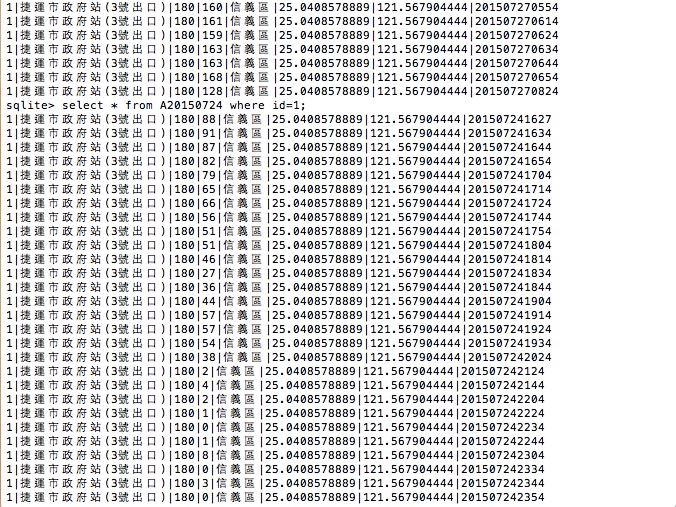 1|捷運市政府站(3號出口)|180|160|信義區|25.0408578889|121.567904444|201507270554
1|捷運市政府站(3號出口)|180|161|信義區|25.0408578889|121.567904444|201507270614
1|捷運市政府站(3號出口)|180|159|信義區|25.0408578889|121.567904444|201507270624
1|捷運市政府站(3號出口)|180|163|信義區|25.0408578889|121.567904444|201507270634
1|捷運市政府站(3號出口)|180|163|信義區|25.0408578889|121.567904444|201507270644
1|捷運市政府站(3號出口)|180|168|信義區|25.0408578889|121.567904444|201507270654
1|捷運市政府站(3號出口)|180|128|信義區|25.0408578889|121.567904444|201507270824
sqlite> select * from A20150724 where id=1;
1|捷運市政府站(3號出口)|180|88|信義區|25.0408578889|121.567904444|201507241627
1|捷運市政府站(3號出口)|180|91|信義區|25.0408578889|121.567904444|201507241634
1|捷運市政府站(3號出口)|180|87|信義區|25.0408578889|121.567904444|201507241644
1|捷運市政府站(3號出口)|180|82|信義區|25.0408578889|121.567904444|201507241654
1|捷運市政府站(3號出口)|180|79|信義區|25.0408578889|121.567904444|201507241704
1|捷運市政府站(3號出口)|180|65|信義區|25.0408578889|121.567904444|201507241714
1|捷運市政府站(3號出口)|180|66|信義區|25.0408578889|121.567904444|201507241724
1|捷運市政府站(3號出口)|180|56|信義區|25.0408578889|121.567904444|201507241744
1|捷運市政府站(3號出口)|180|51|信義區|25.0408578889|121.567904444|201507241754
1|捷運市政府站(3號出口)|180|51|信義區|25.0408578889|121.567904444|201507241804
1|捷運市政府站(3號出口)|180|46|信義區|25.0408578889|121.567904444|201507241814
1|捷運市政府站(3號出口)|180|27|信義區|25.0408578889|121.567904444|201507241834
1|捷運市政府站(3號出口)|180|36|信義區|25.0408578889|121.567904444|201507241844
1|捷運市政府站(3號出口)|180|44|信義區|25.0408578889|121.567904444|201507241904
1|捷運市政府站(3號出口)|180|57|信義區|25.0408578889|121.567904444|201507241914
1|捷運市政府站(3號出口)|180|57|信義區|25.0408578889|121.567904444|201507241924
1|捷運市政府站(3號出口)|180|54|信義區|25.0408578889|121.567904444|201507241934
1|捷運市政府站(3號出口)|180|38|信義區|25.0408578889|121.567904444|201507242024
1|捷運市政府站(3號出口)|180|2|信義區|25.0408578889|121.567904444|201507242124
1|捷運市政府站(3號出口)|180|4|信義區|25.0408578889|121.567904444|201507242144
1|捷運市政府站(3號出口)|180|2|信義區|25.0408578889|121.567904444|201507242204
1|捷運市政府站(3號出口)|180|1|信義區|25.0408578889|121.567904444|201507242224
1|捷運市政府站(3號出口)|180|0|信義區|25.0408578889|121.567904444|201507242234
1|捷運市政府站(3號出口)|180|1|信義區|25.0408578889|121.567904444|201507242244
1|捷運市政府站(3號出口)|180|8|信義區|25.0408578889|121.567904444|201507242304
1|捷運市政府站(3號出口)|180|0|信義區|25.0408578889|121.567904444|201507242334
1|捷運市政府站(3號出口)|180|3|信義區|25.0408578889|121.567904444|201507242344
1|捷運市政府站(3號出口)|180|0|信義區|25.0408578889|121.567904444|201507242354